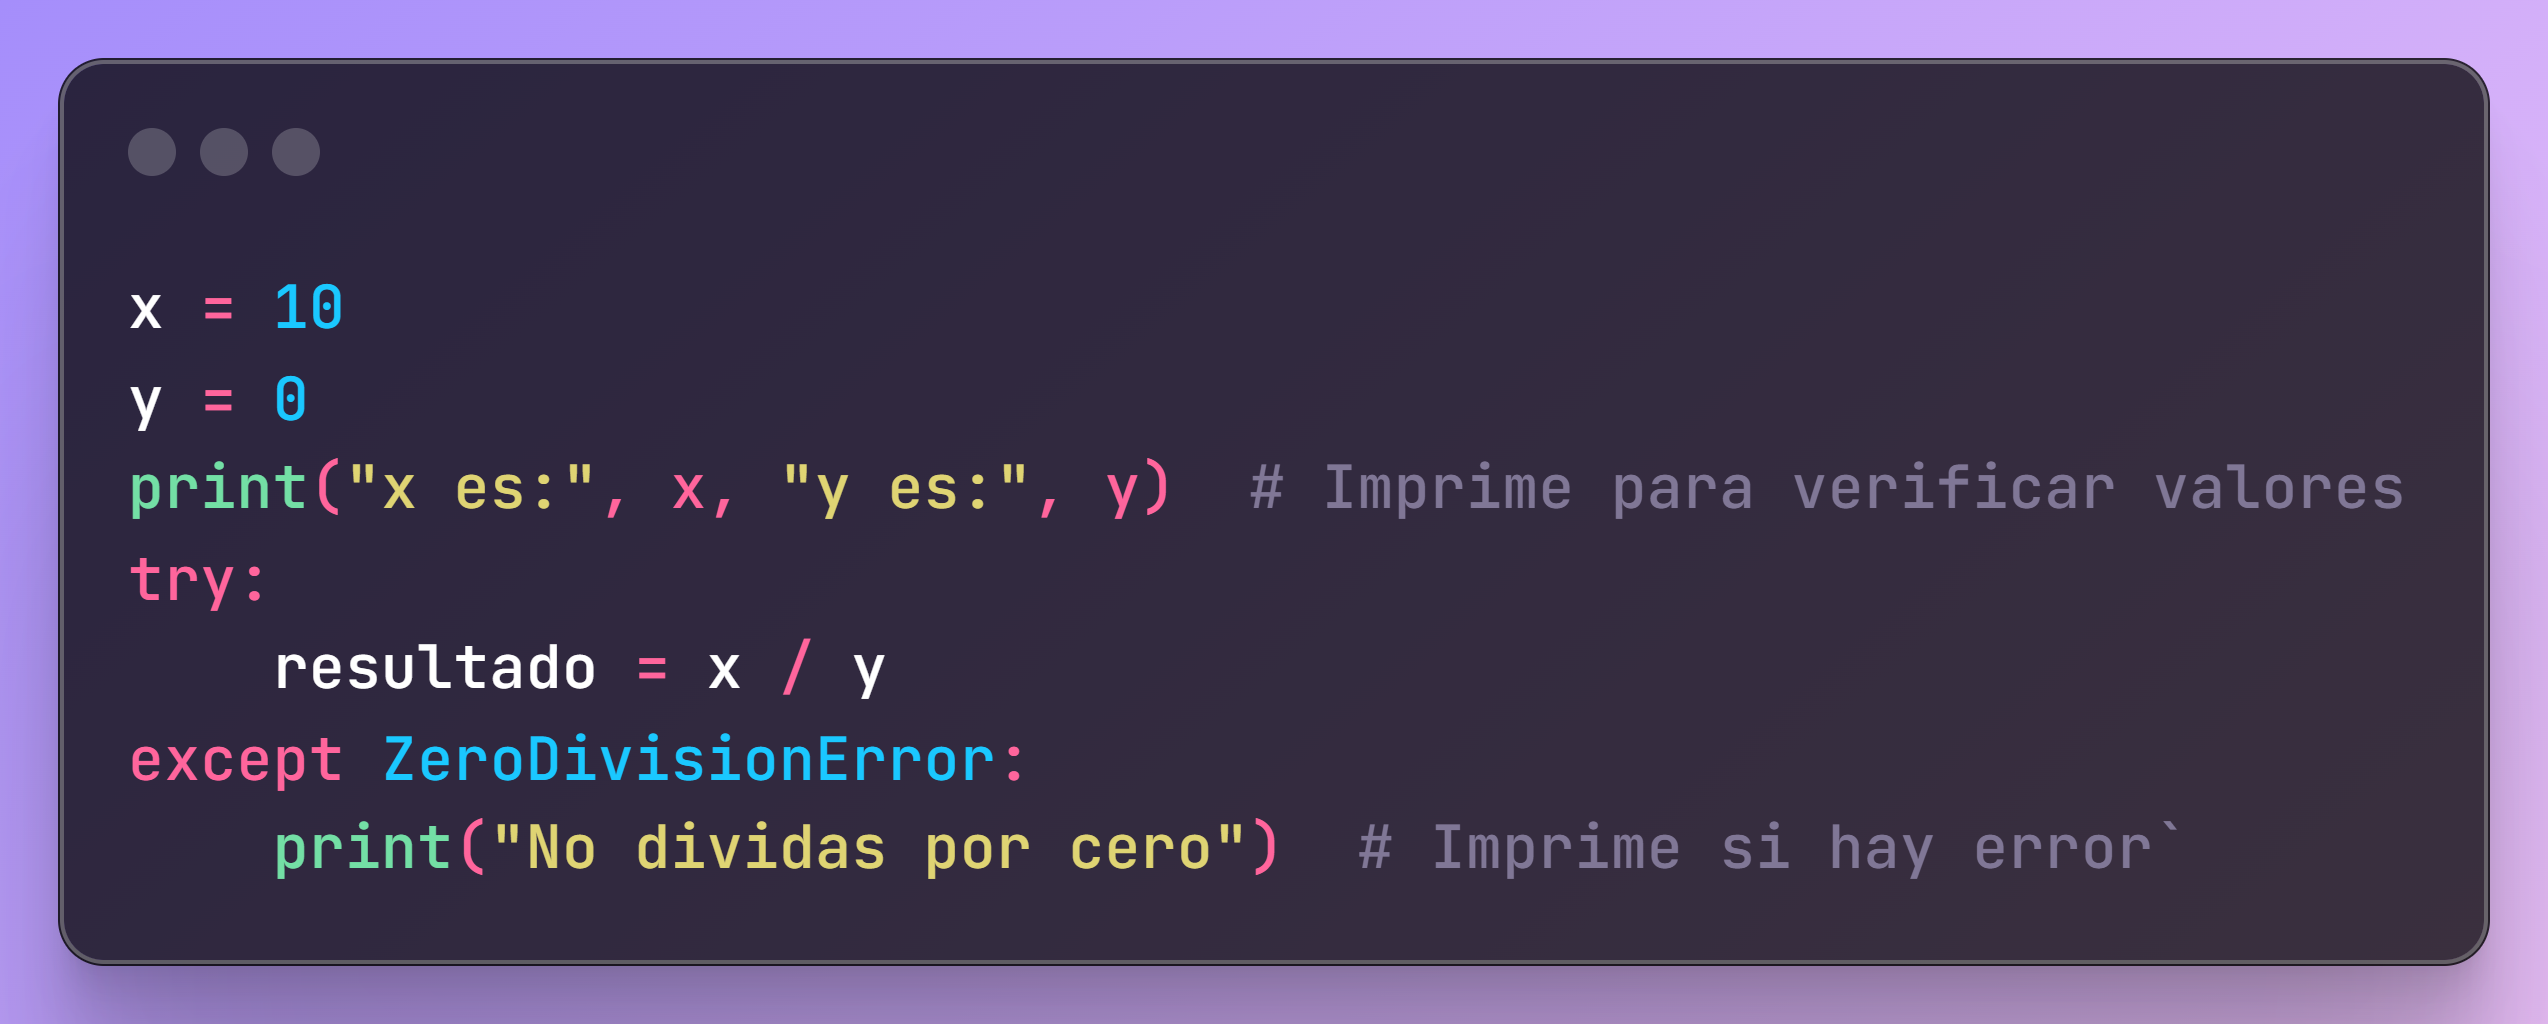 x = 10
y = 0
print("x es:", x, "y es:", y)  # Imprime para verificar valores
try:
    resultado = x / y
except ZeroDivisionError:
    print("No dividas por cero")  # Imprime si hay error`